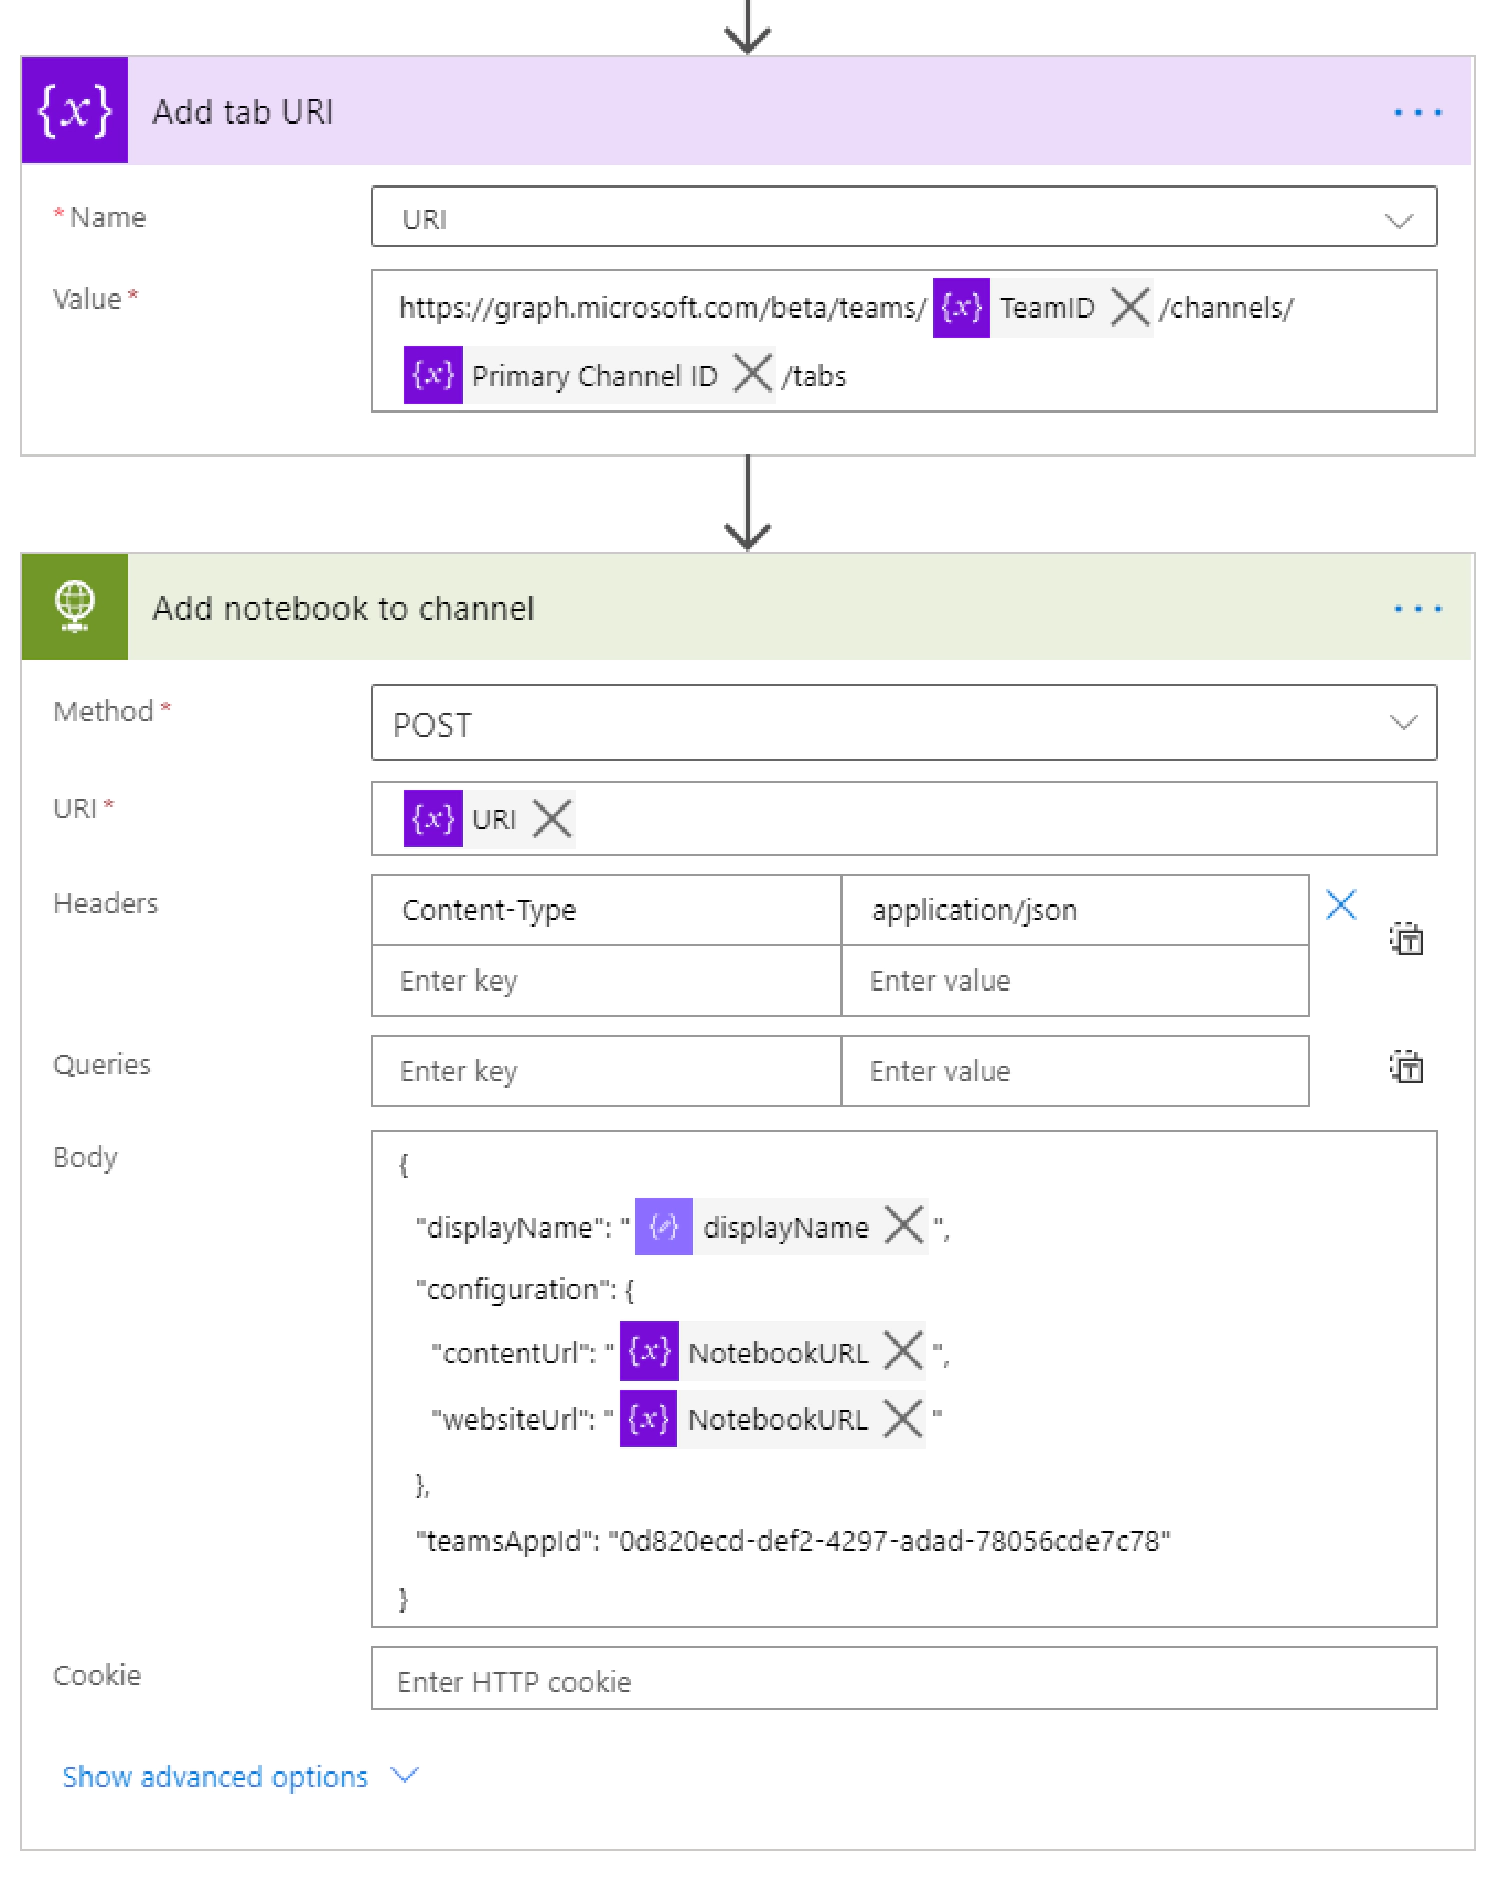 {x} Add tab URI
* Name
URI
Value *
https://graph.microsoft.com/beta/teams/ {x} TeamID /channels/
{x} Primary Channel ID /tabs
Add notebook to channel
Method *
POST
URI *
{x} URI
Headers
Content-Type application/json
Enter key Enter value
Queries
Enter key Enter value
Body
{
"displayName": " displayName ",
"configuration": {
"contentUrl": " {x} NotebookURL ",
"websiteUrl": " {x} NotebookURL "
},
"teamsAppId": "0d820ecd-def2-4297-adad-78056cde7c78"
}
Cookie
Enter HTTP cookie
Show advanced options